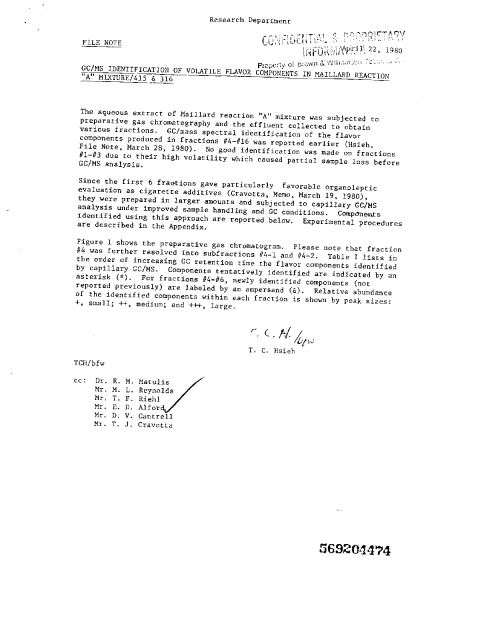 Research Department
FILE NOTE
CONFIDENTIAL & PROPRIETARY
INFORMATION
April 22, 1980
Property of Brown & Williamson Tobacco
GC/MS IDENTIFICATION OF VOLATILE FLAVOR COMPONENTS IN MAILLARD REACTION
"A" MIXTURE/435 & 316
The aqueous extract of Maillard reaction "A" mixture was subjected to
preparative gas chromatography and the effluent collected to obtain
various fractions. GC/mass spectral identification of the flavor
components produced in fractions #4-#16 was reported earlier (Hsieh,
File Note, March 28, 1980). No good identification was made on fractions
#1-#3 due to their high volatility which caused partial sample loss before
GC/MS analysis.
Since the first 6 fractions gave particularly favorable organoleptic
evaluation as cigarette additives (Cravotta, Memo, March 19, 1980),
they were prepared in larger amounts and subjected to capillary GC/MS
analysis under improved sample handling and GC conditions. Components
identified using this approach are reported below. Experimental procedures
are described in the Appendix.
Figure 1 shows the preparative gas chromatogram. Please note that fraction
#4 was further resolved into subfractions #4-1 and #4-2. Table I lists in
the order of increasing GC retention time the flavor components identified
by capillary GC/MS. Components tentatively identified are indicated by an
asterisk (*). For fractions #4-#6, newly identified components (not
reported previously) are labeled by an ampersand (&). Relative abundance
of the identified components within each fraction is shown by peak sizes:
+, small; ++, medium; and +++, large.
T. C. H./bfw
T. C. Hsieh
TCH/bfw
cc: Dr. R. M. Matulis
Mr. M. L. Reynolds
Mr. T. F. Riehl
Mr. E. D. Alford
Mr. D. V. Cantrell
Mr. T. J. Cravotta
569204474